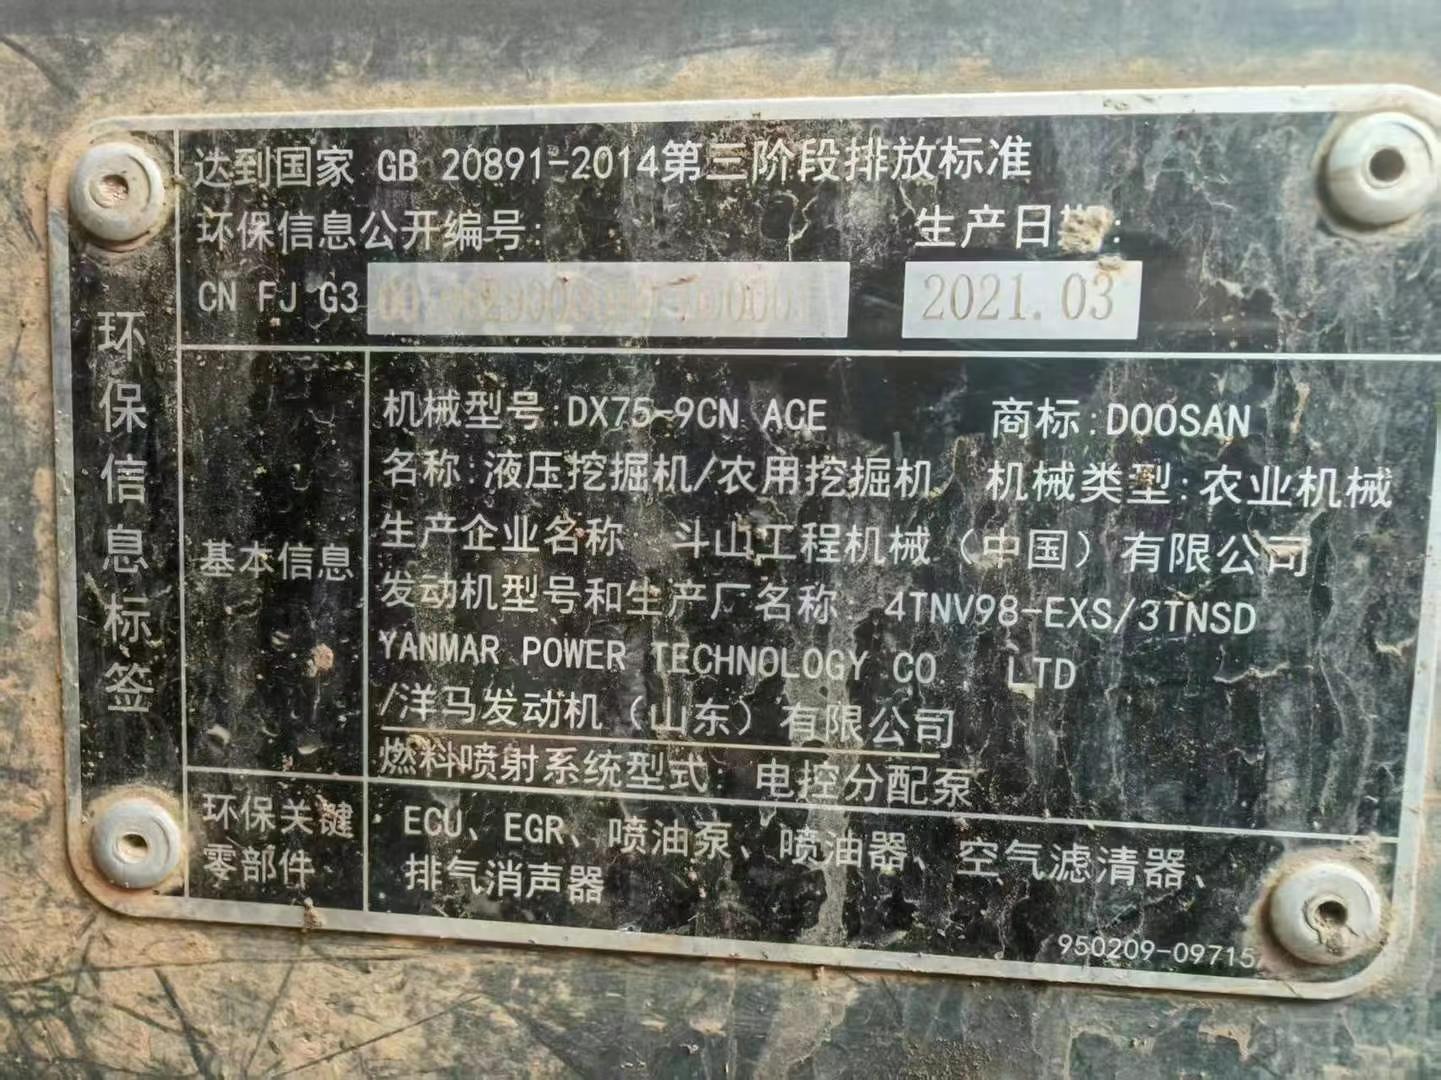 环保信息标签
达到国家 GB 20891-2014第三阶段排放标准
环保信息公开编号: 生产日期:
CN FJ G3 2021.03
基本信息
机械型号:DX75-9CN ACE 商标:DOOSAN
名称:液压挖掘机/农用挖掘机 机械类型:农业机械
生产企业名称 斗山工程机械（中国）有限公司
发动机型号和生产厂名称 4TNV98-EXS/3TNSD
YANMAR POWER TECHNOLOGY CO LTD
/洋马发动机（山东）有限公司
燃料喷射系统型式: 电控分配泵
环保关键
零部件
ECU、EGR、喷油泵、喷油器、空气滤清器、
排气消声器
950209-09715